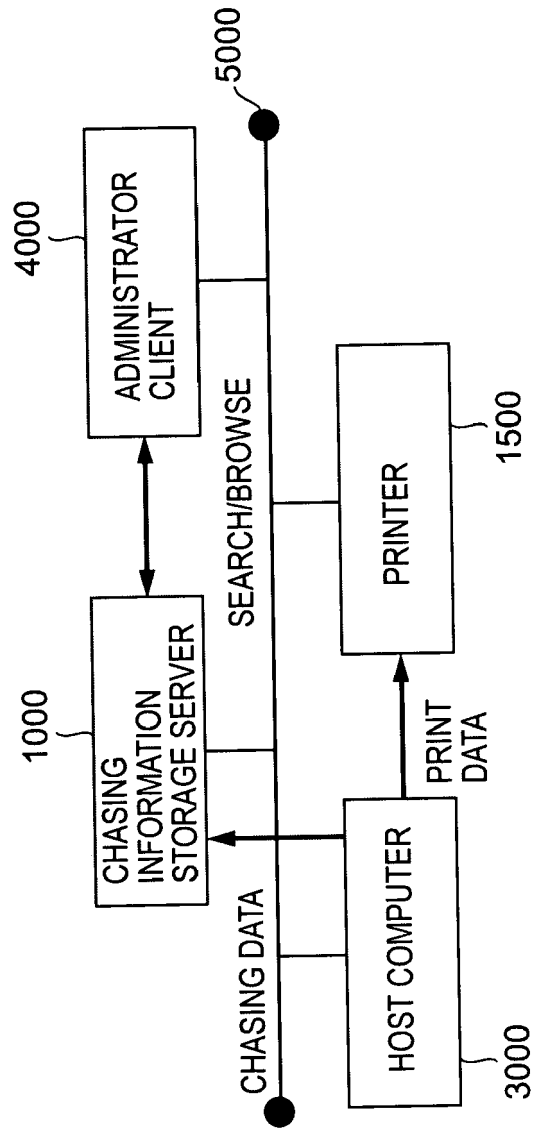 1000
CHASING
INFORMATION
STORAGE SERVER
4000
ADMINISTRATOR
CLIENT
CHASING DATA
SEARCH/BROWSE
5000
HOST COMPUTER
3000
PRINT
DATA
PRINTER
1500